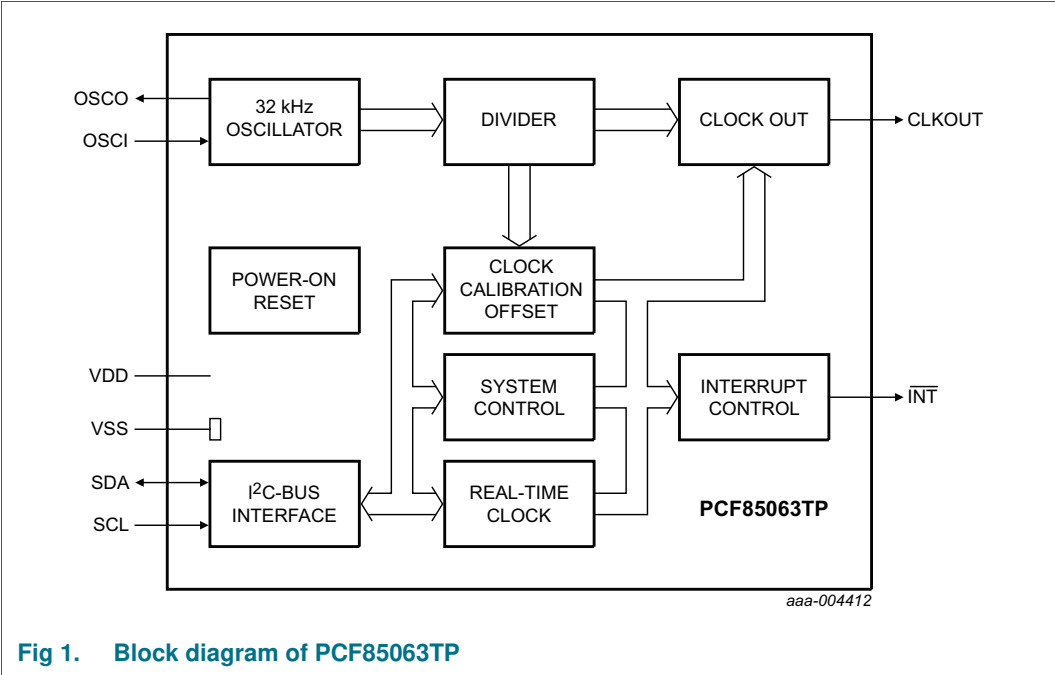 OSCO
OSCI
32 kHz
OSCILLATOR
DIVIDER
CLOCK OUT
CLKOUT
POWER-ON
RESET
CLOCK
CALIBRATION
OFFSET
VDD
VSS
SYSTEM
CONTROL
INTERRUPT
CONTROL
INT
SDA
SCL
I2C-BUS
INTERFACE
REAL-TIME
CLOCK
PCF85063TP
aaa-004412
Fig 1. Block diagram of PCF85063TP